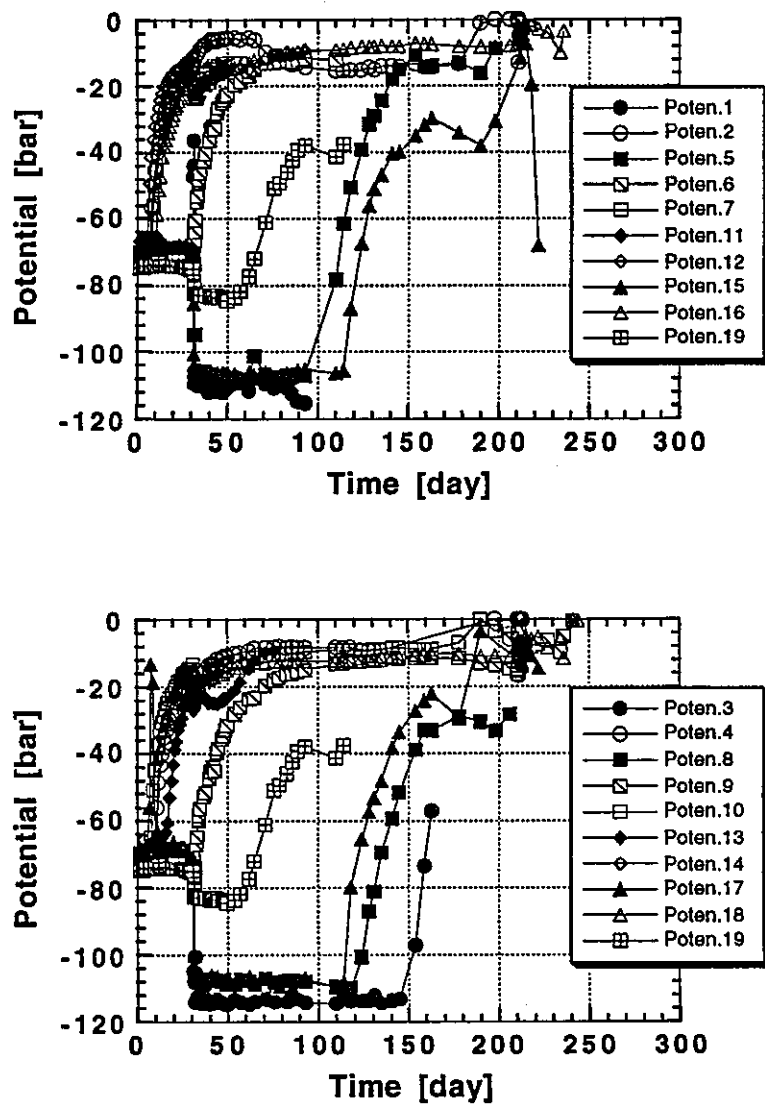 Potential [bar]
0
-20
-40
-60
-80
-100
-120
0 50 100 150 200 250 300
Time [day]
Poten.1
Poten.2
Poten.5
Poten.6
Poten.7
Poten.11
Poten.12
Poten.15
Poten.16
Poten.19
Potential [bar]
0
-20
-40
-60
-80
-100
-120
0 50 100 150 200 250 300
Time [day]
Poten.3
Poten.4
Poten.8
Poten.9
Poten.10
Poten.13
Poten.14
Poten.17
Poten.18
Poten.19